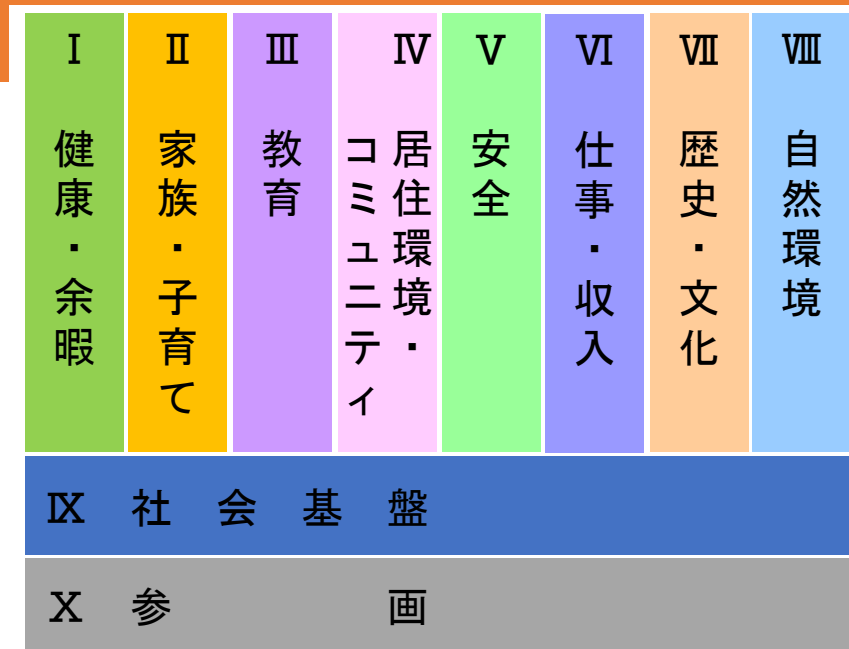 Ⅰ 健康・余暇
Ⅱ 家族・子育て
Ⅲ 教育
Ⅳ 居住環境・
コミュニティ
Ⅴ 安全
Ⅵ 仕事・収入
Ⅶ 歴史・文化
Ⅷ 自然環境
Ⅸ 社会基盤
Ⅹ 参画